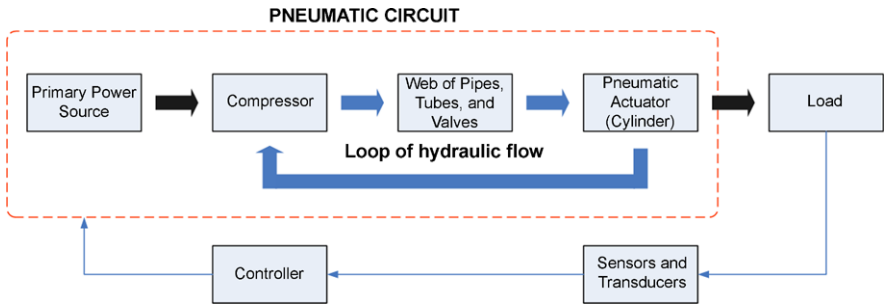 PNEUMATIC CIRCUIT
Primary Power
Source
Compressor
Web of Pipes,
Tubes, and
Valves
Pneumatic
Actuator
(Cylinder)
Load
Loop of hydraulic flow
Controller
Sensors and
Transducers